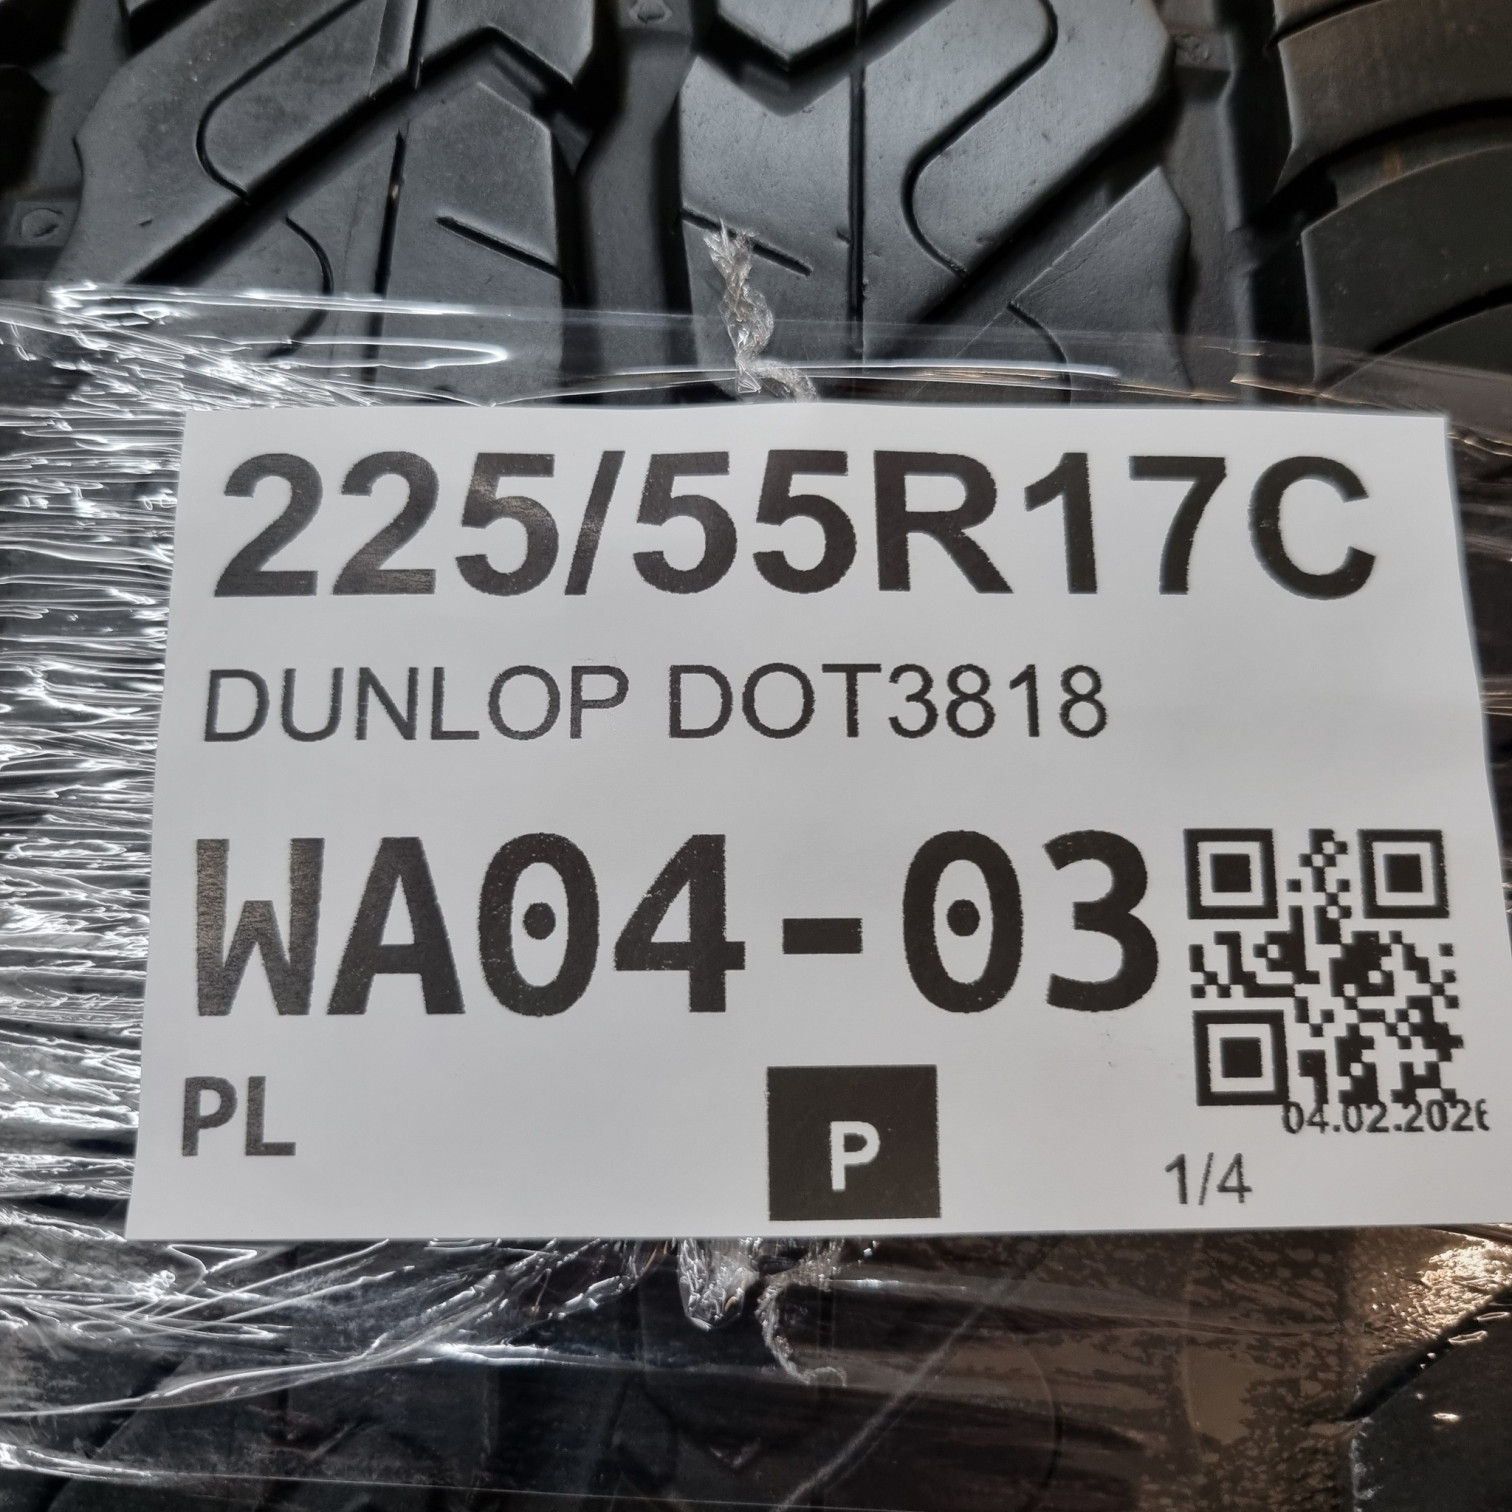 225/55R17C
DUNLOP DOT3818
WA04-03
04.02.2026
PL
P
1/4